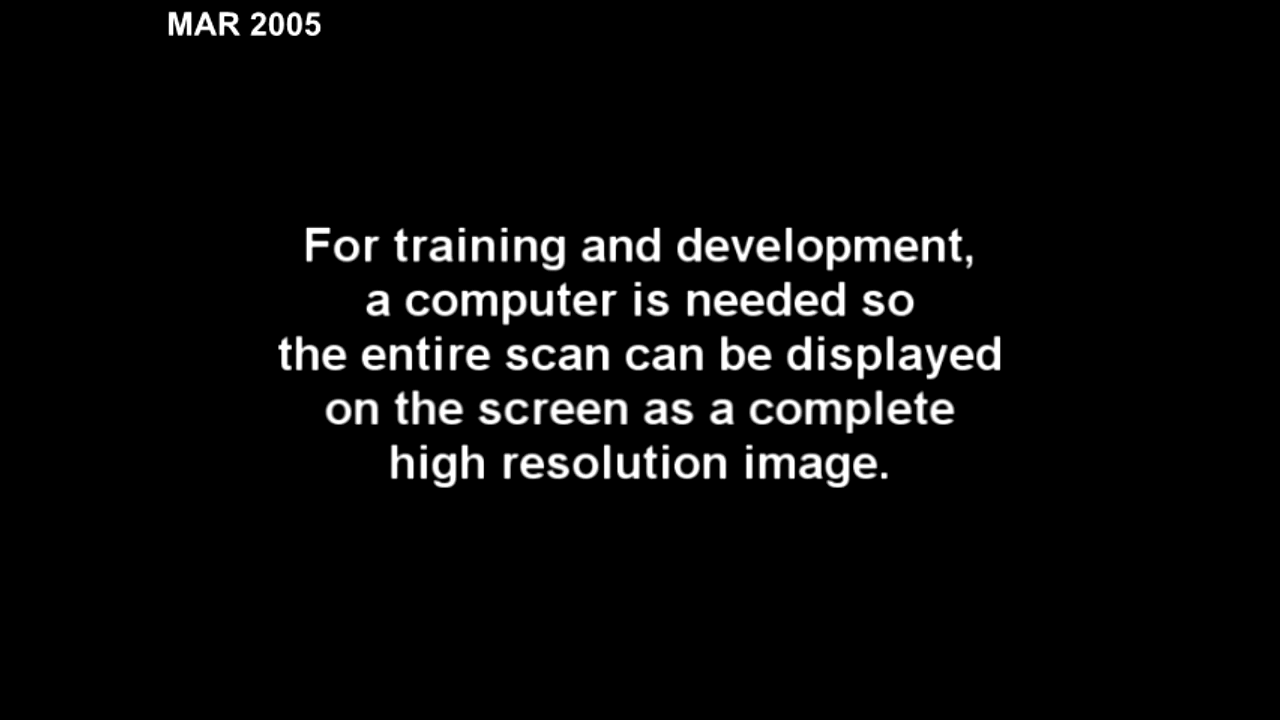 MAR 2005
For training and development,
a computer is needed so
the entire scan can be displayed
on the screen as a complete
high resolution image.